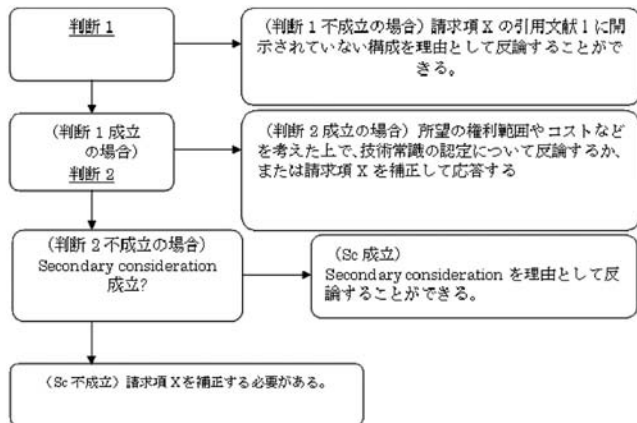 判断１
（判断１不成立の場合）請求項Ｘの引用文献１に開
示されていない構成を理由として反論することがで
きる。
（判断１成立
の場合）
判断２
（判断２成立の場合）所望の権利範囲やコストなど
を考えた上で、技術常識の認定について反論するか、
または請求項Ｘを補正して応答する
（判断２不成立の場合）
Secondary consideration
成立?
（Sc 成立）
Secondary consideration を理由として反
論することができる。
（Sc 不成立）請求項Ｘを補正する必要がある。